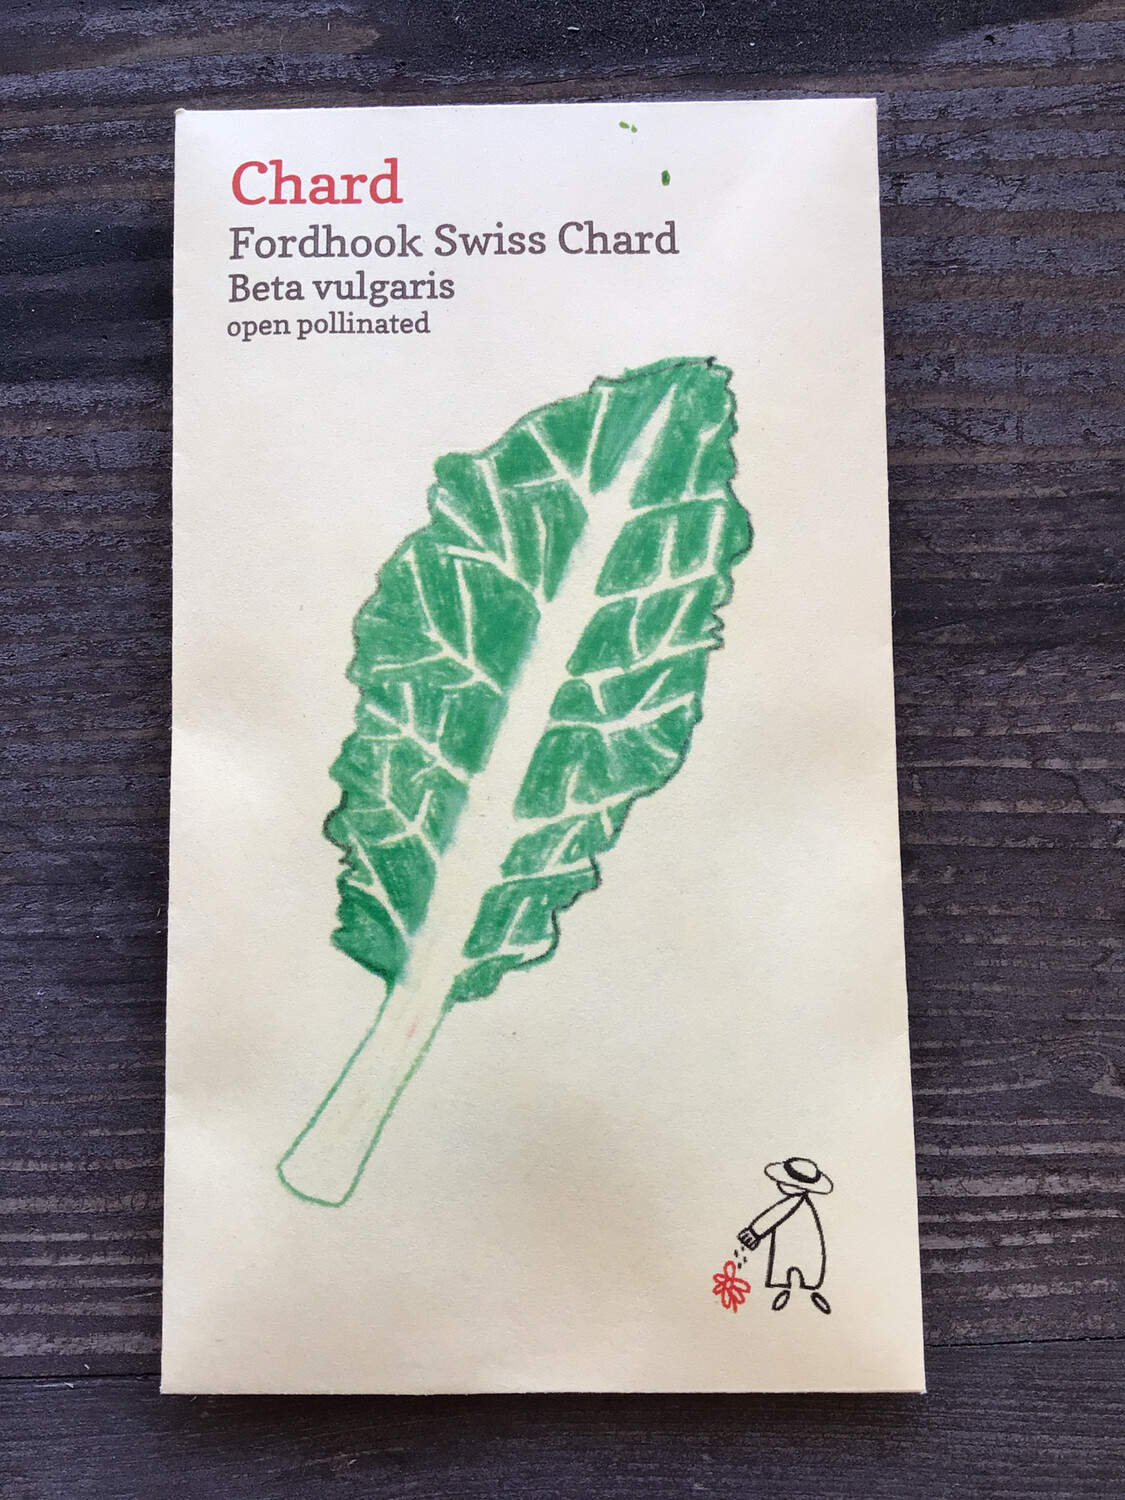 Chard
Fordhook Swiss Chard
Beta vulgaris
open pollinated